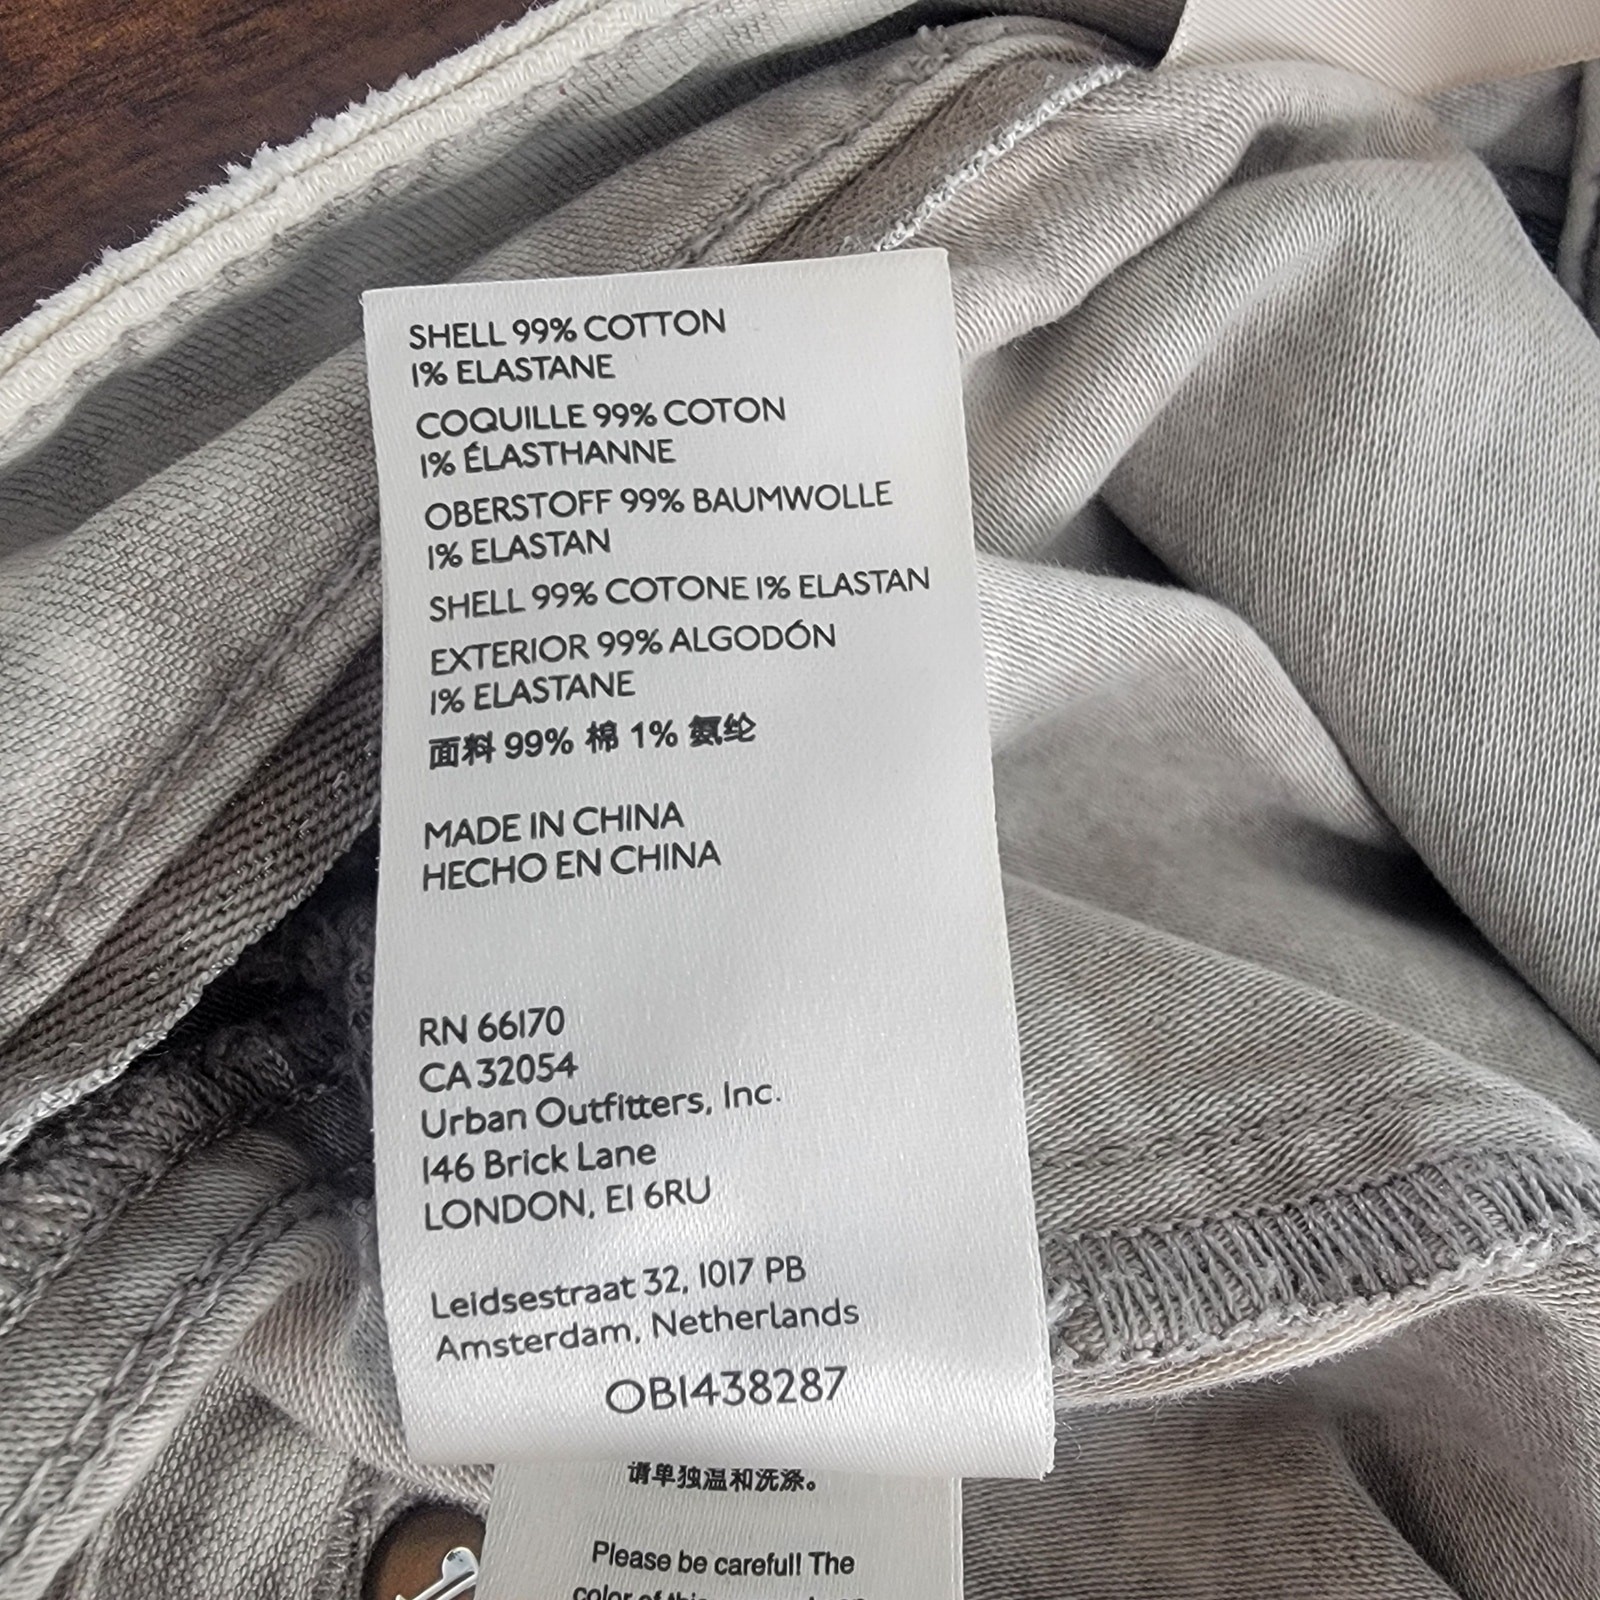 SHELL 99% COTTON
1% ELASTANE
COQUILLE 99% COTON
1% ÉLASTHANNE
OBERSTOFF 99% BAUMWOLLE
1% ELASTAN
SHELL 99% COTONE 1% ELASTAN
EXTERIOR 99% ALGODÓN
1% ELASTANE
面料 99% 棉 1% 氨纶
MADE IN CHINA
HECHO EN CHINA
RN 66170
CA 32054
Urban Outfitters, Inc.
146 Brick Lane
LONDON, E1 6RU
Leidsestraat 32, 1017 PB
Amsterdam, Netherlands
OB1438287
请单独温和洗涤。
Please be careful! The
color of